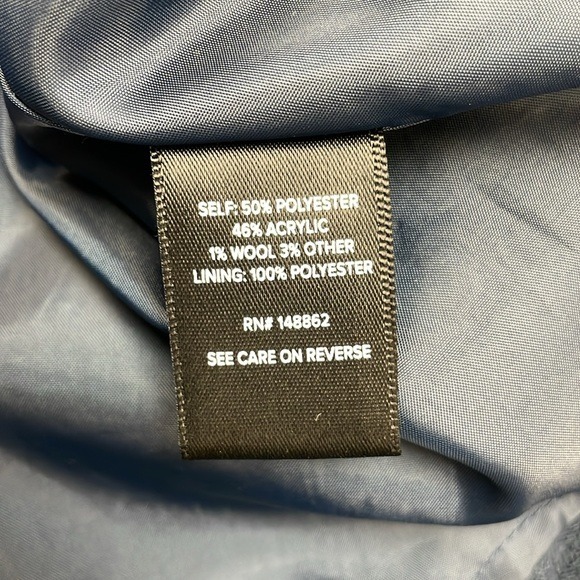 SELF: 50% POLYESTER
46% ACRYLIC
1% WOOL 3% OTHER
LINING: 100% POLYESTER
RN# 148862
SEE CARE ON REVERSE